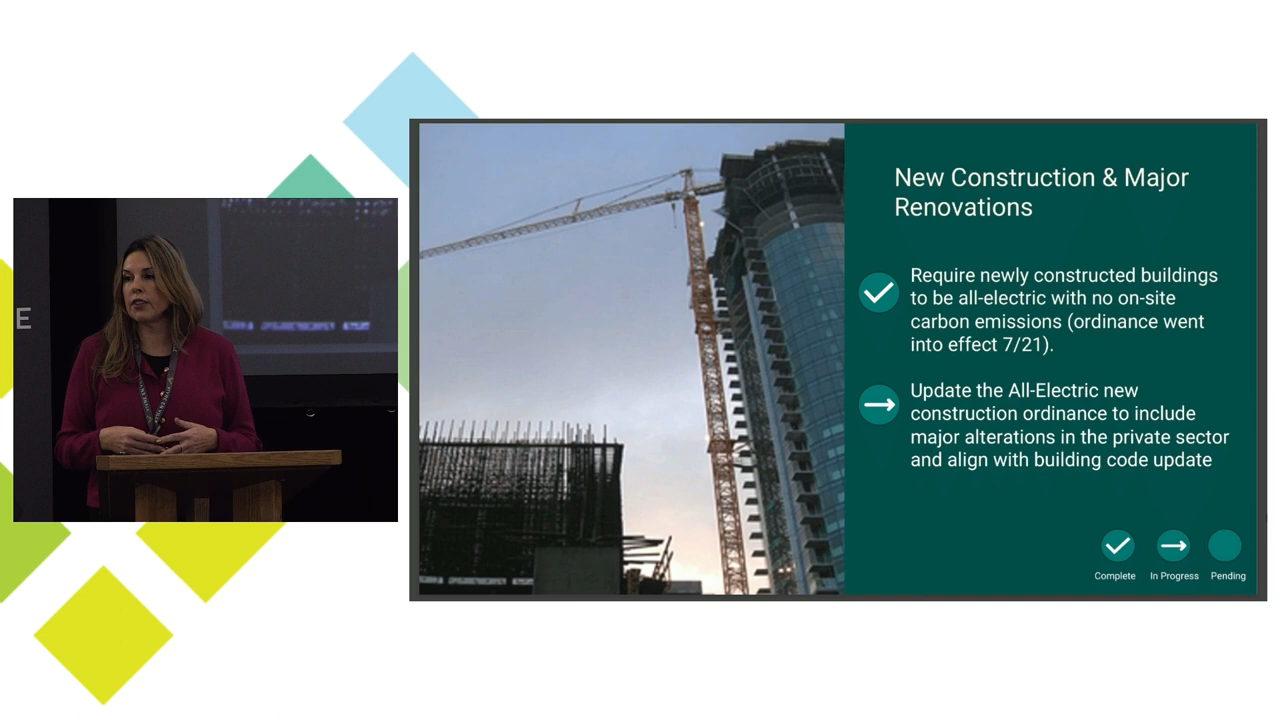 E
New Construction & Major
Renovations
Require newly constructed buildings
to be all-electric with no on-site
carbon emissions (ordinance went
into effect 7/21).
Update the All-Electric new
construction ordinance to include
major alterations in the private sector
and align with building code update
Complete
In Progress
Pending